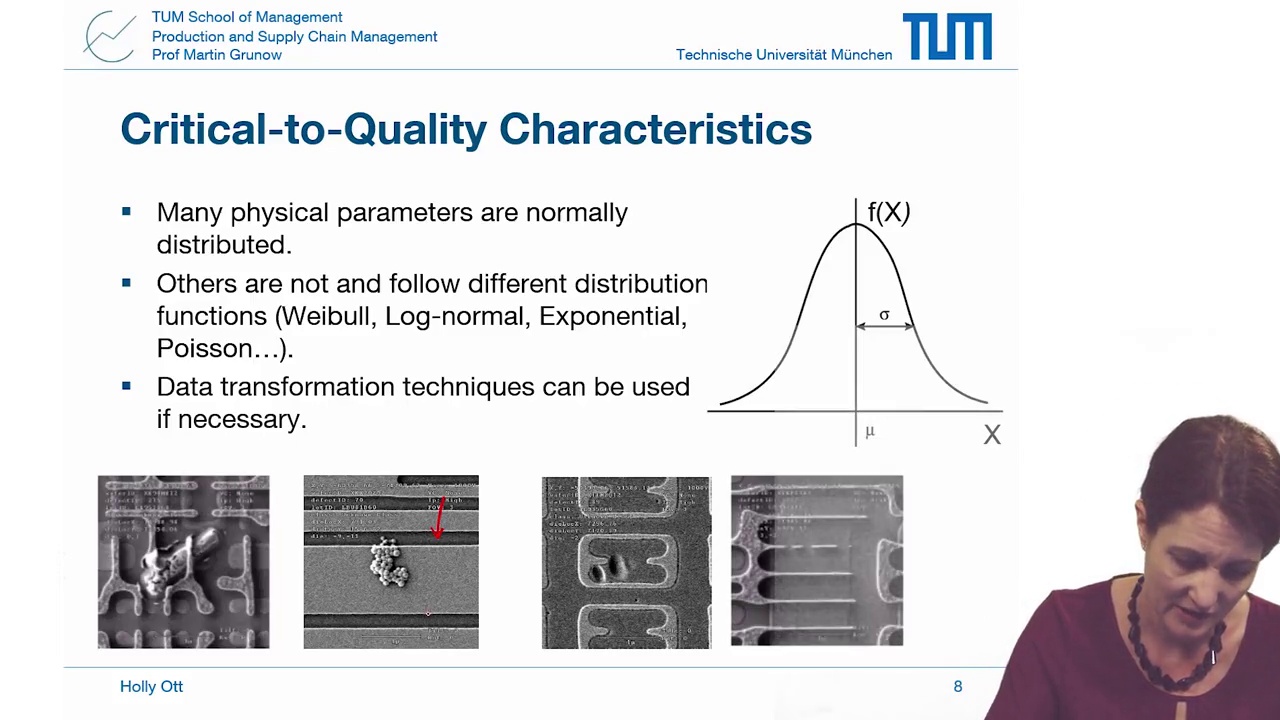 TUM School of Management
Production and Supply Chain Management
Prof Martin Grunow
Technische Universität München
TUM
Critical-to-Quality Characteristics
Many physical parameters are normally
distributed.
Others are not and follow different distribution
functions (Weibull, Log-normal, Exponential,
Poisson…).
Data transformation techniques can be used
if necessary.
f(X)
σ
μ
X
Holly Ott
8